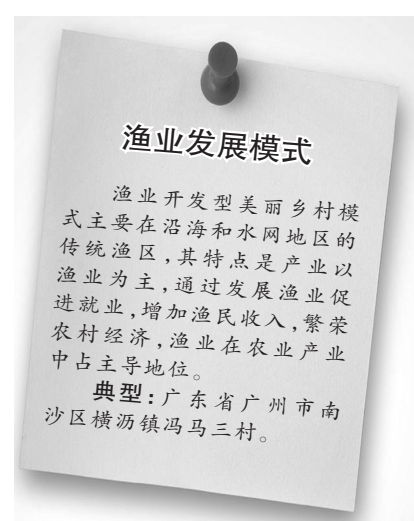 渔业发展模式
渔业开发型美丽乡村模
式主要在沿海和水网地区的
传统渔区,其特点是产业以
渔业为主,通过发展渔业促
进就业,增加渔民收入,繁荣
农村经济,渔业在农业产业
中占主导地位。
典型:广东省广州市南
沙区横沥镇冯马三村。